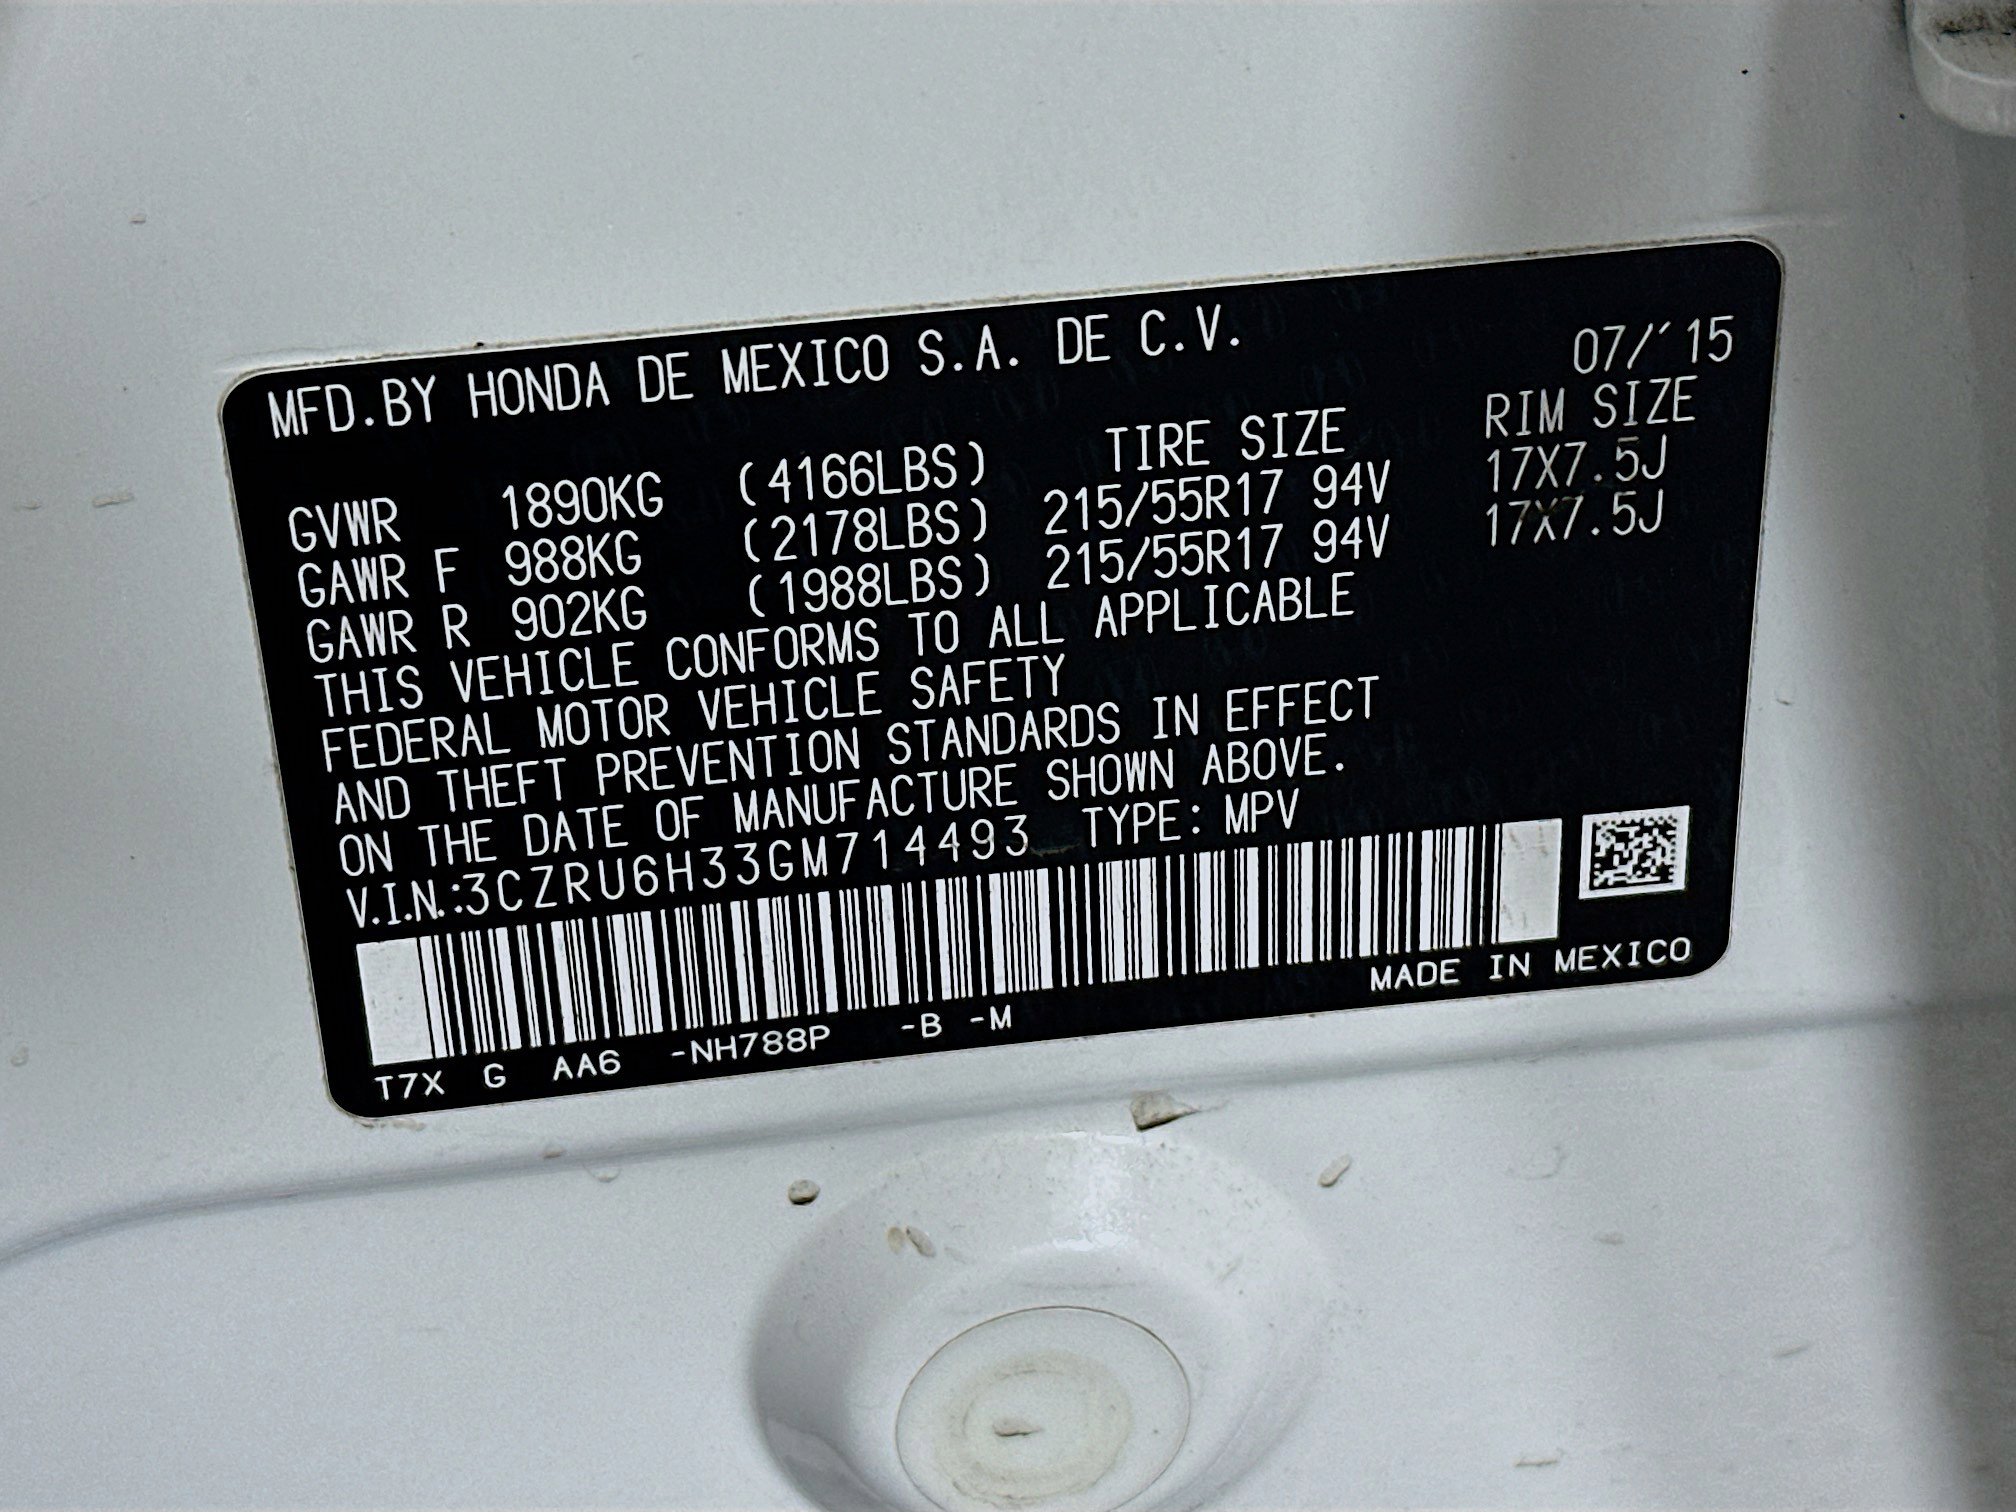 MFD.BY HONDA DE MEXICO S.A. DE C.V. 07/'15
TIRE SIZE RIM SIZE
GVWR 1890KG (4166LBS) 215/55R17 94V 17X7.5J
GAWR F 988KG (2178LBS) 215/55R17 94V 17X7.5J
GAWR R 902KG (1988LBS)
THIS VEHICLE CONFORMS TO ALL APPLICABLE
FEDERAL MOTOR VEHICLE SAFETY
AND THEFT PREVENTION STANDARDS IN EFFECT
ON THE DATE OF MANUFACTURE SHOWN ABOVE.
V.I.N.:3CZRU6H33GM714493 TYPE: MPV
MADE IN MEXICO
T7X G AA6 -NH788P -B -M